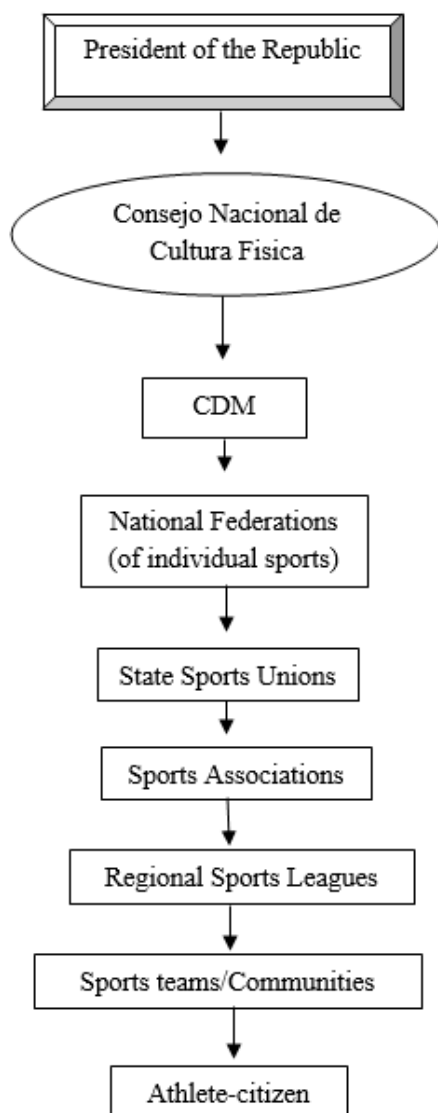 President of the Republic
Consejo Nacional de
Cultura Fisica
CDM
National Federations
(of individual sports)
State Sports Unions
Sports Associations
Regional Sports Leagues
Sports teams/Communities
Athlete-citizen